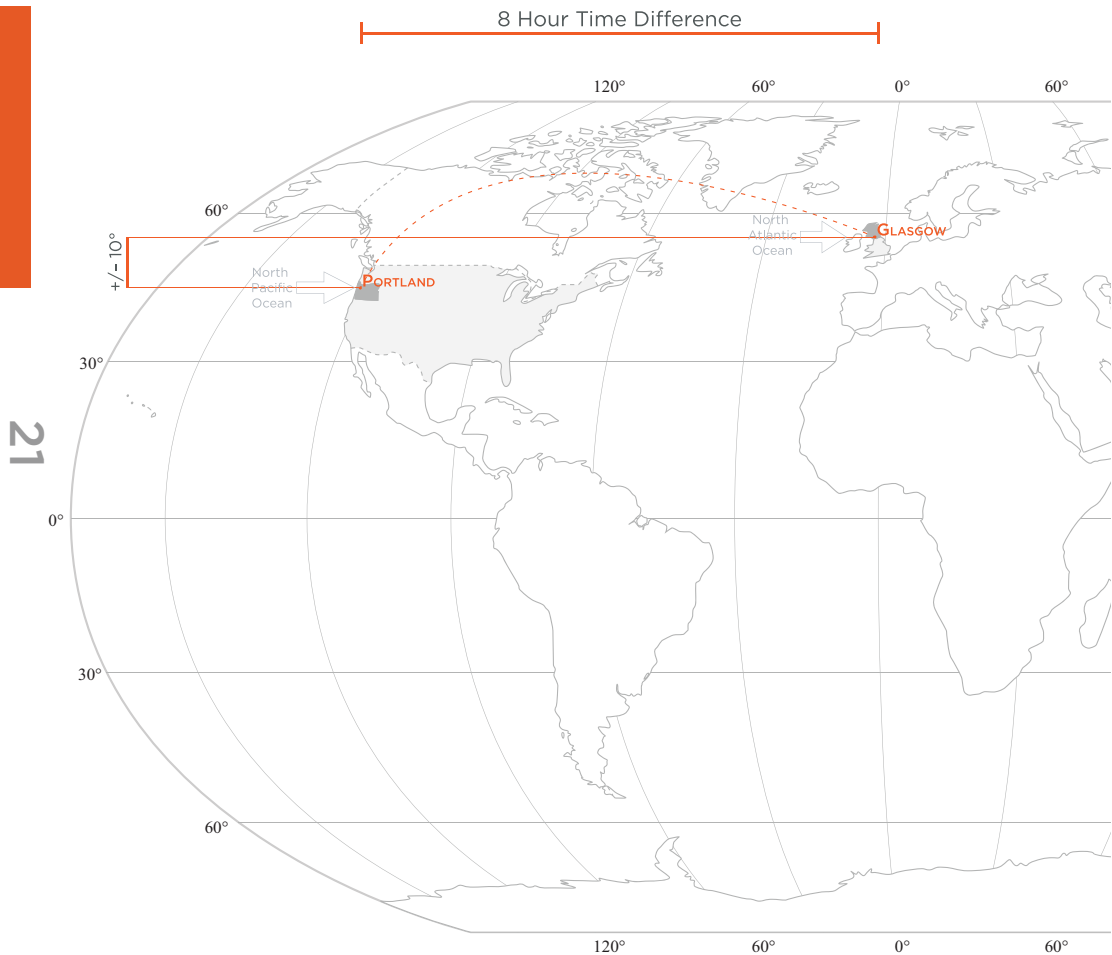 8 Hour Time Difference
120°
60°
0°
60°
60°
+/- 10°
North
Atlantic
Ocean
GLASGOW
North
Pacific
Ocean
PORTLAND
30°
21
0°
30°
60°
120°
60°
0°
60°